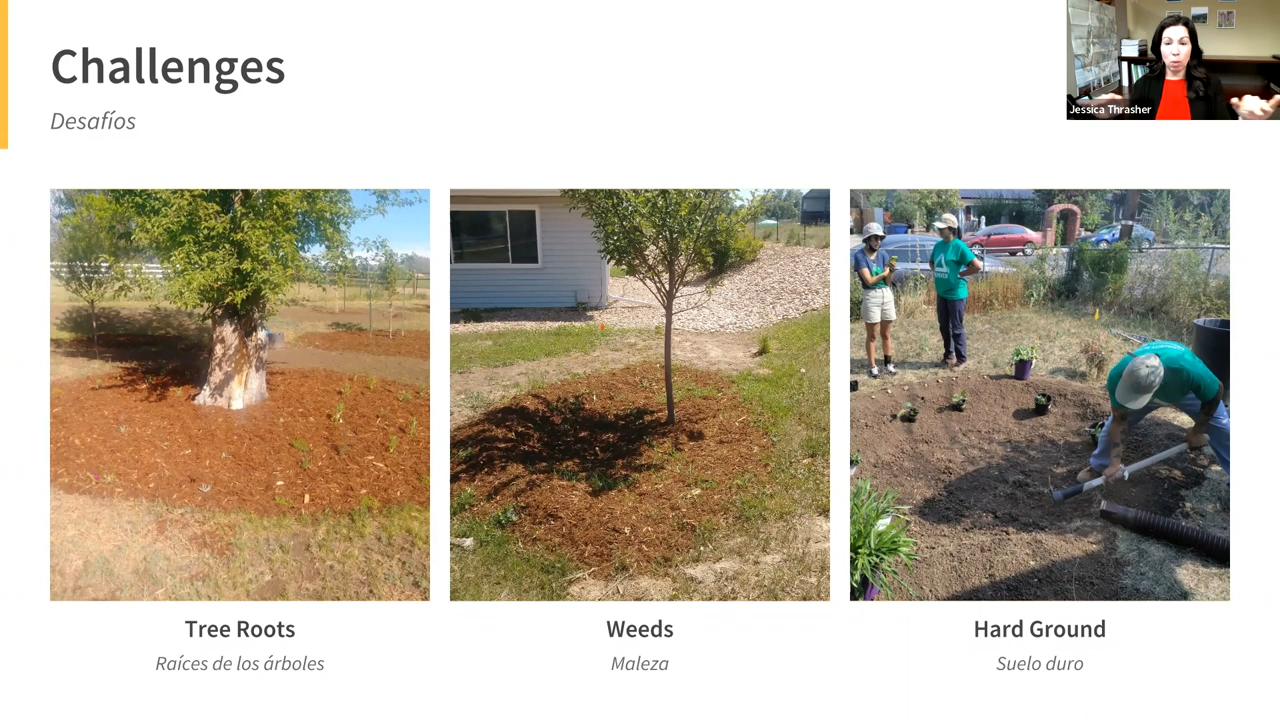 Challenges
Desafíos
Jessica Thrasher
Tree Roots
Raíces de los árboles
Weeds
Maleza
Hard Ground
Suelo duro